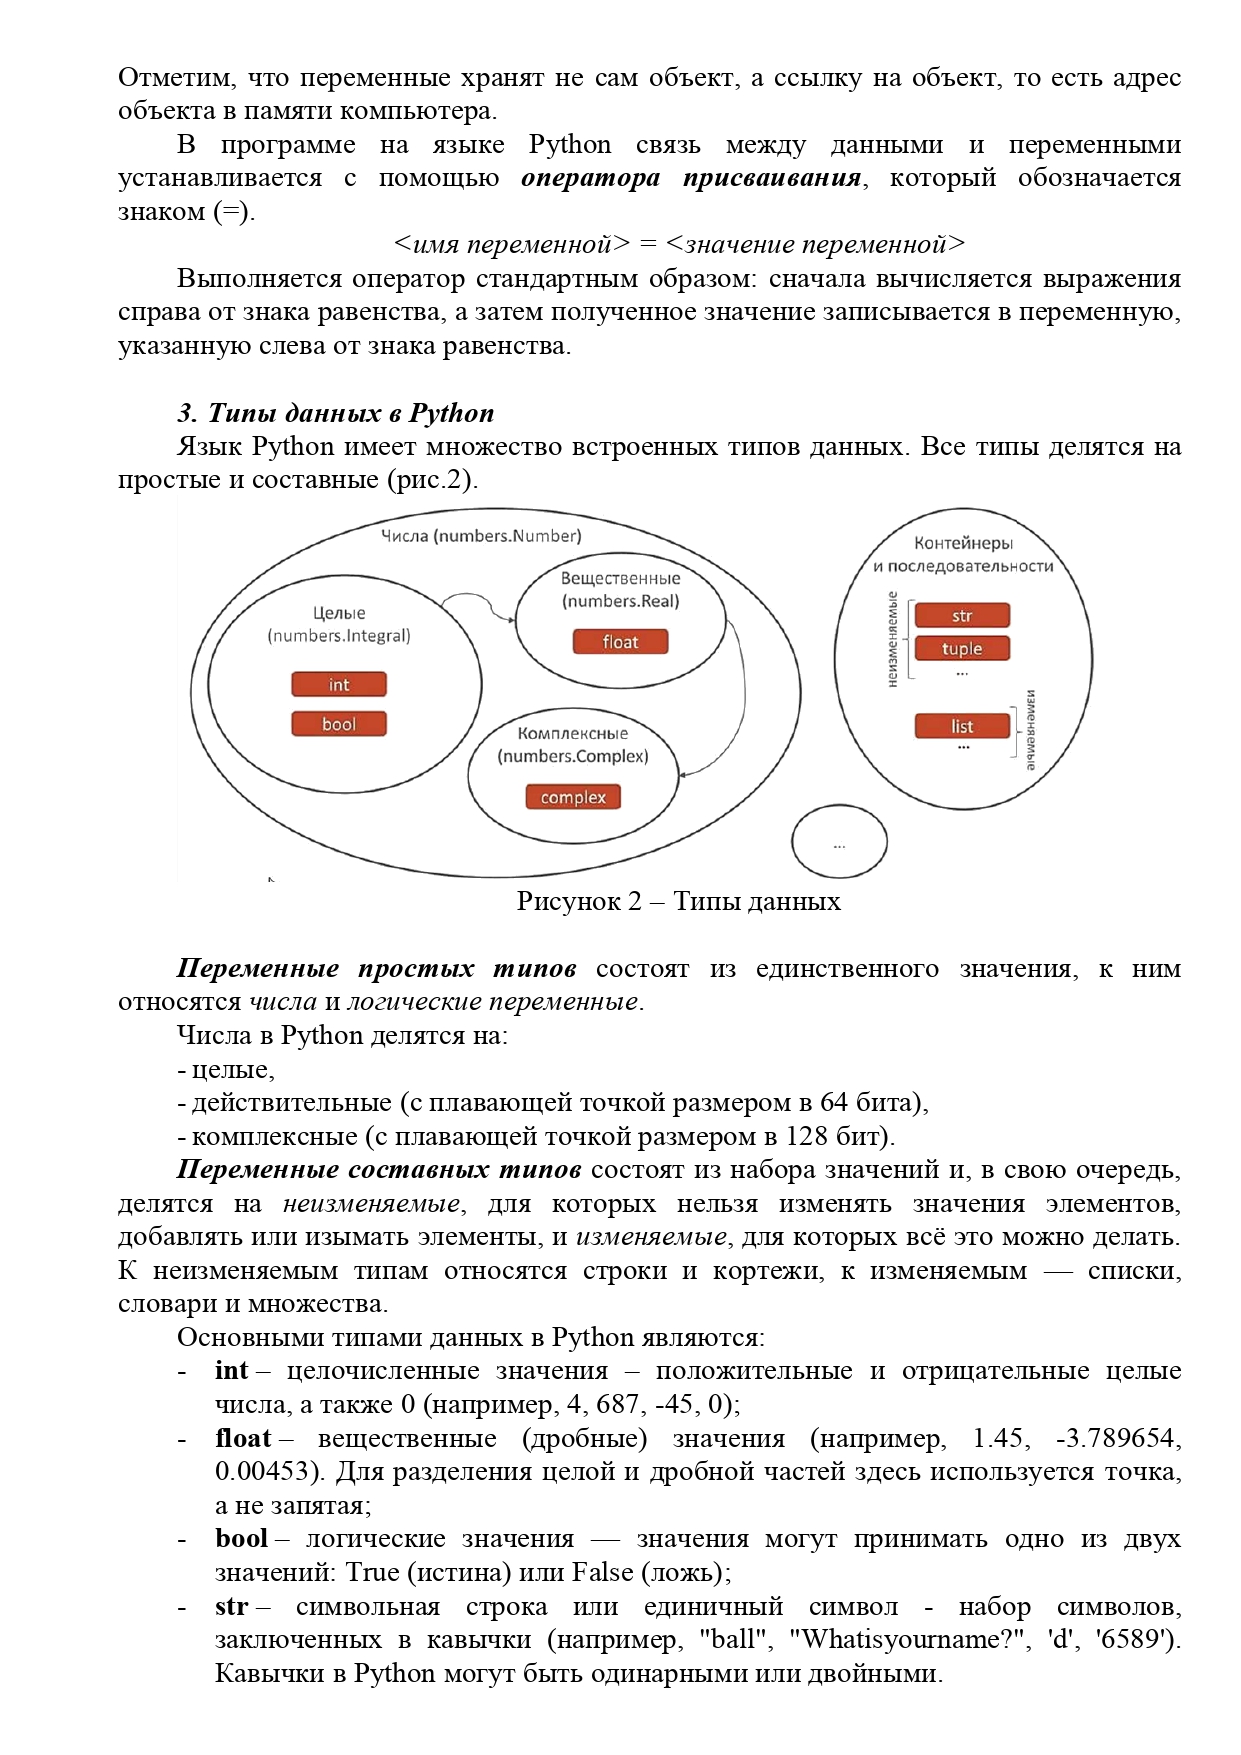 Отметим, что переменные хранят не сам объект, а ссылку на объект, то есть адрес
объекта в памяти компьютера.
В программе на языке Python связь между данными и переменными
устанавливается с помощью оператора присваивания, который обозначается
знаком (=).
<имя переменной> = <значение переменной>
Выполняется оператор стандартным образом: сначала вычисляется выражения
справа от знака равенства, а затем полученное значение записывается в переменную,
указанную слева от знака равенства.
3. Типы данных в Python
Язык Python имеет множество встроенных типов данных. Все типы делятся на
простые и составные (рис.2).
Числа (numbers.Number)
Целые
(numbers.Integral)
int
bool
Вещественные
(numbers.Real)
float
Комплексные
(numbers.Complex)
complex
Контейнеры
и последовательности
неизменяемые
str
tuple
...
list
...
изменяемые
...
Рисунок 2 – Типы данных
Переменные простых типов состоят из единственного значения, к ним
относятся числа и логические переменные.
Числа в Python делятся на:
- целые,
- действительные (с плавающей точкой размером в 64 бита),
- комплексные (с плавающей точкой размером в 128 бит).
Переменные составных типов состоят из набора значений и, в свою очередь,
делятся на неизменяемые, для которых нельзя изменять значения элементов,
добавлять или изымать элементы, и изменяемые, для которых всё это можно делать.
К неизменяемым типам относятся строки и кортежи, к изменяемым — списки,
словари и множества.
Основными типами данных в Python являются:
- int – целочисленные значения – положительные и отрицательные целые
числа, а также 0 (например, 4, 687, -45, 0);
- float – вещественные (дробные) значения (например, 1.45, -3.789654,
0.00453). Для разделения целой и дробной частей здесь используется точка,
а не запятая;
- bool – логические значения — значения могут принимать одно из двух
значений: True (истина) или False (ложь);
- str – символьная строка или единичный символ - набор символов,
заключенных в кавычки (например, "ball", "Whatisyourname?", 'd', '6589').
Кавычки в Python могут быть одинарными или двойными.